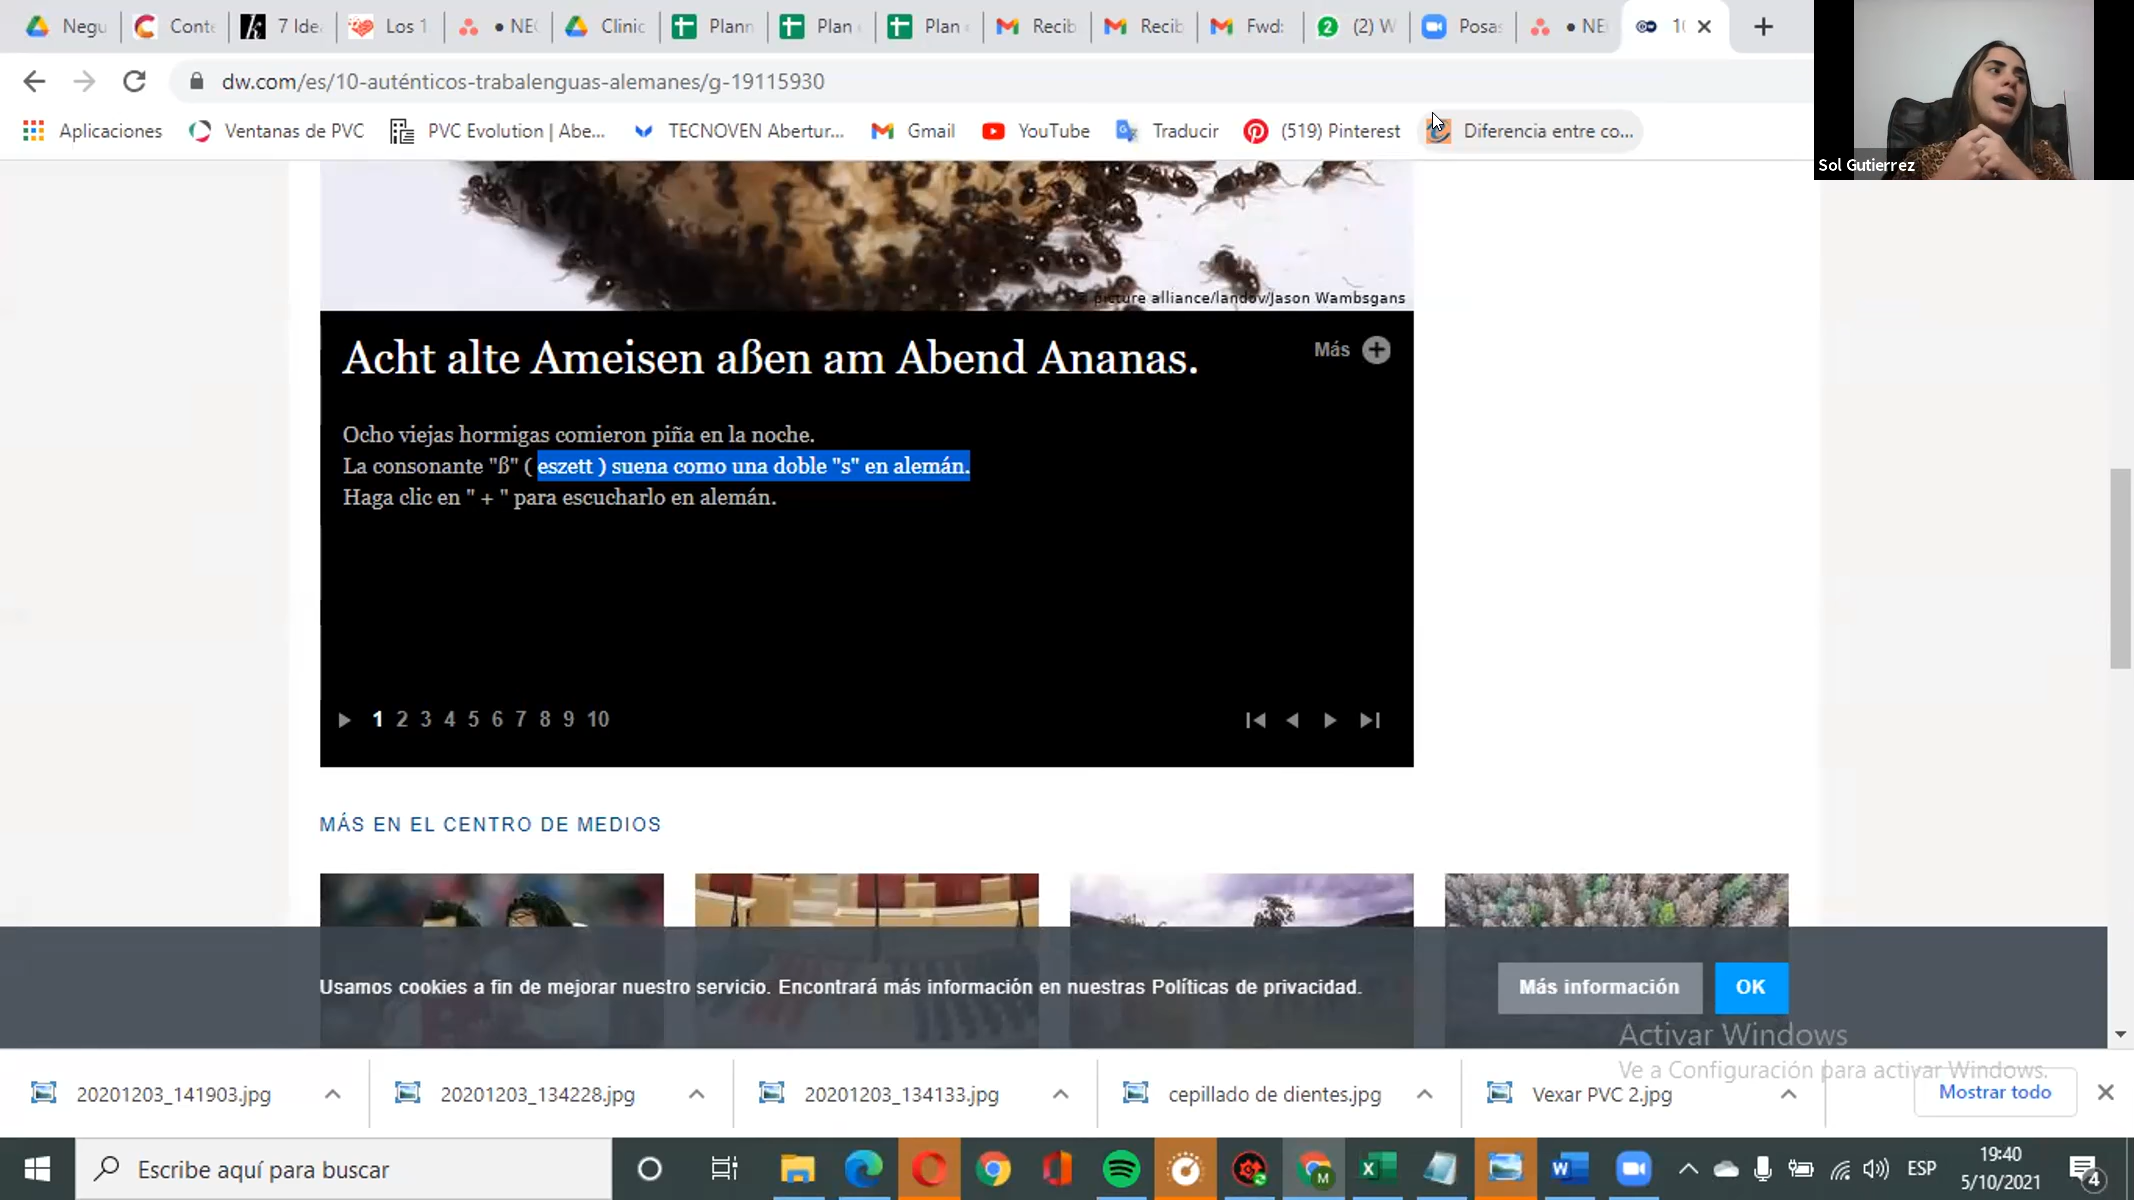 Negu
Conte
7 Idea
Los 1
• NEC
Clinic
Plann
Plan
Plan
Recib
Recib
Fwd:
(2) W
Posas
• NE
10
dw.com/es/10-auténticos-trabalenguas-alemanes/g-19115930
Aplicaciones
Ventanas de PVC
PVC Evolution | Abe...
TECNOVEN Abertur...
Gmail
YouTube
Traducir
(519) Pinterest
Diferencia entre co...
Sol Gutierrez
picture alliance/landov/Jason Wambsgans
Acht alte Ameisen aßen am Abend Ananas.
Más
Ocho viejas hormigas comieron piña en la noche.
La consonante "ß" ( eszett ) suena como una doble "s" en alemán.
Haga clic en " + " para escucharlo en alemán.
1 2 3 4 5 6 7 8 9 10
MÁS EN EL CENTRO DE MEDIOS
Usamos cookies a fin de mejorar nuestro servicio. Encontrará más información en nuestras Políticas de privacidad.
Más información
OK
Activar Windows
Ve a Configuración para activar Windows.
20201203_141903.jpg
20201203_134228.jpg
20201203_134133.jpg
cepillado de dientes.jpg
Vexar PVC 2.jpg
Mostrar todo
Escribe aquí para buscar
ESP
19:40
5/10/2021
4